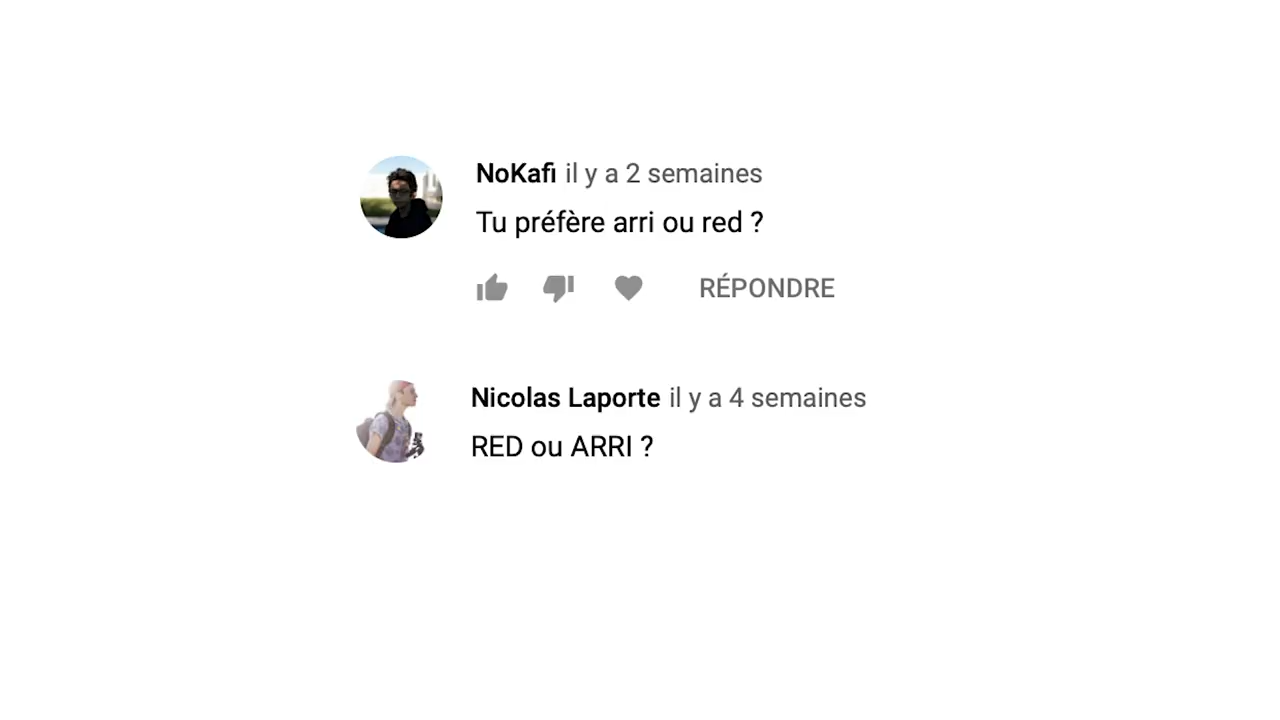 NoKafi il y a 2 semaines
Tu préfère arri ou red ?
RÉPONDRE
Nicolas Laporte il y a 4 semaines
RED ou ARRI ?